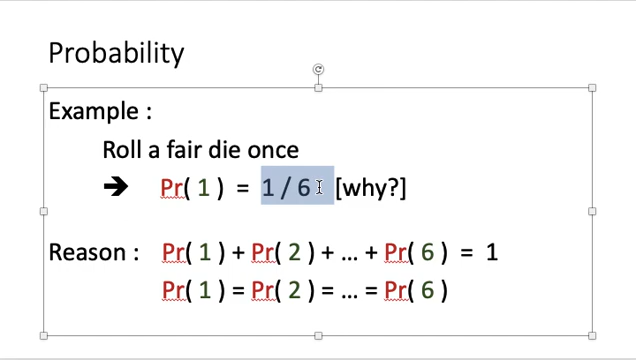 Probability
Example :
Roll a fair die once
➔ Pr( 1 ) = 1 / 6 [why?]
Reason : Pr( 1 ) + Pr( 2 ) + ... + Pr( 6 ) = 1
Pr( 1 ) = Pr( 2 ) = ... = Pr( 6 )